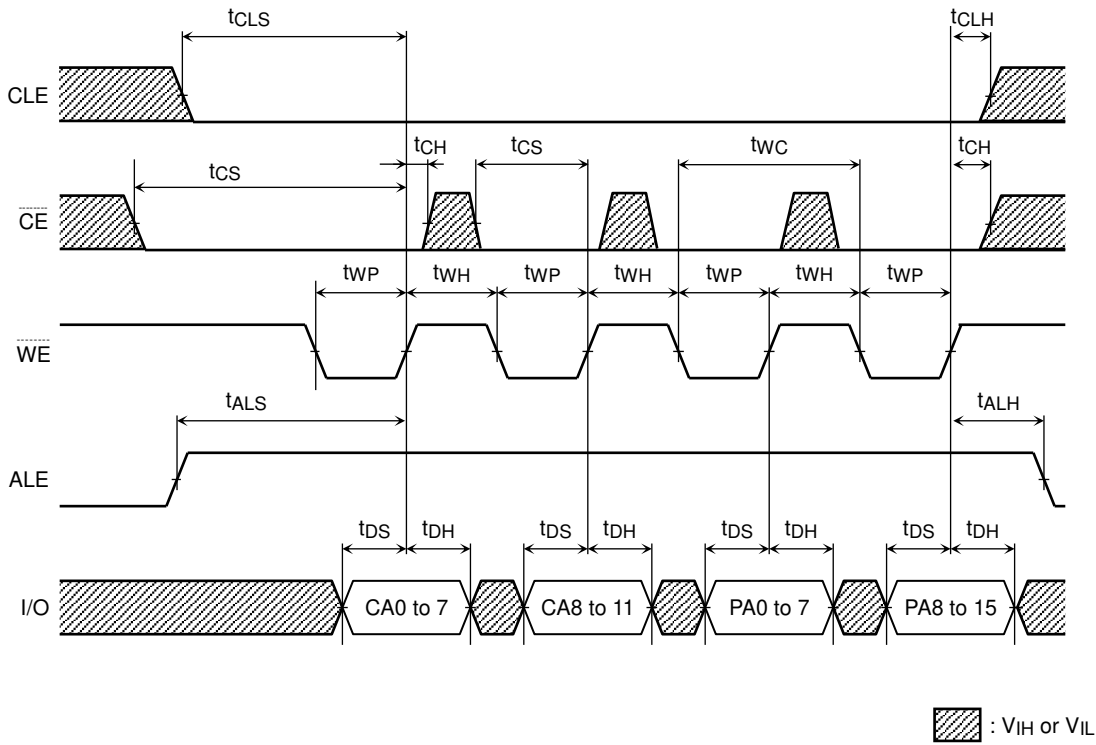 tCLS tCLH
CLE
tCH tCS tWC tCH
tCS
CE
tWP tWH tWP tWH tWP tWH tWP
WE
tALS tALH
ALE
tDS tDH tDS tDH tDS tDH tDS tDH
I/O CA0 to 7 CA8 to 11 PA0 to 7 PA8 to 15
: VIH or VIL